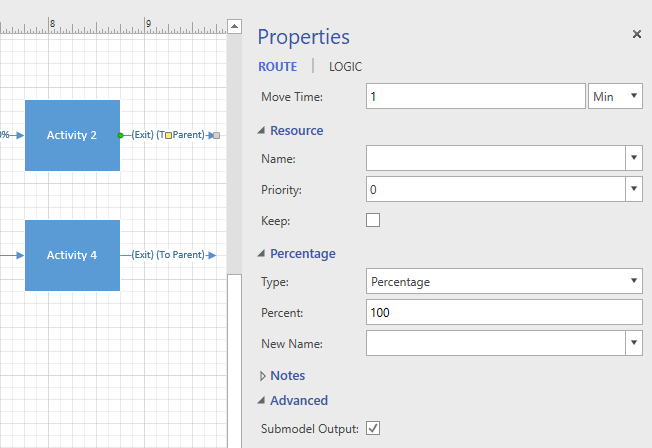 8 9
Properties
ROUTE | LOGIC
Move Time: 1 Min
Resource
Name:
Priority: 0
Keep:
Percentage
Type: Percentage
Percent: 100
New Name:
Notes
Advanced
Submodel Output:
0%
Activity 2
(Exit) (T Parent)
Activity 4
(Exit) (To Parent)